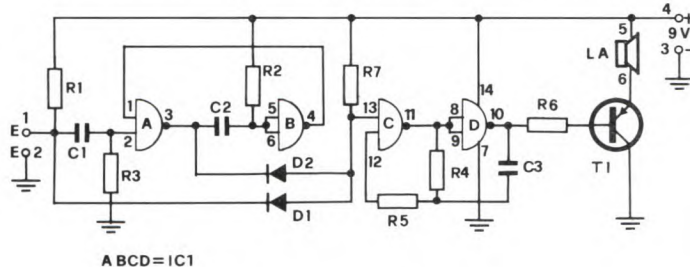 4
+
5
9V
3
-
LA
6
R1
R2
R7
14
1
A
3
C2
5
B
4
6
13
C
11
8
D
10
9
R6
E
1
2
C1
12
7
T1
E
2
R3
D2
R4
C3
D1
R5
ABCD=IC1